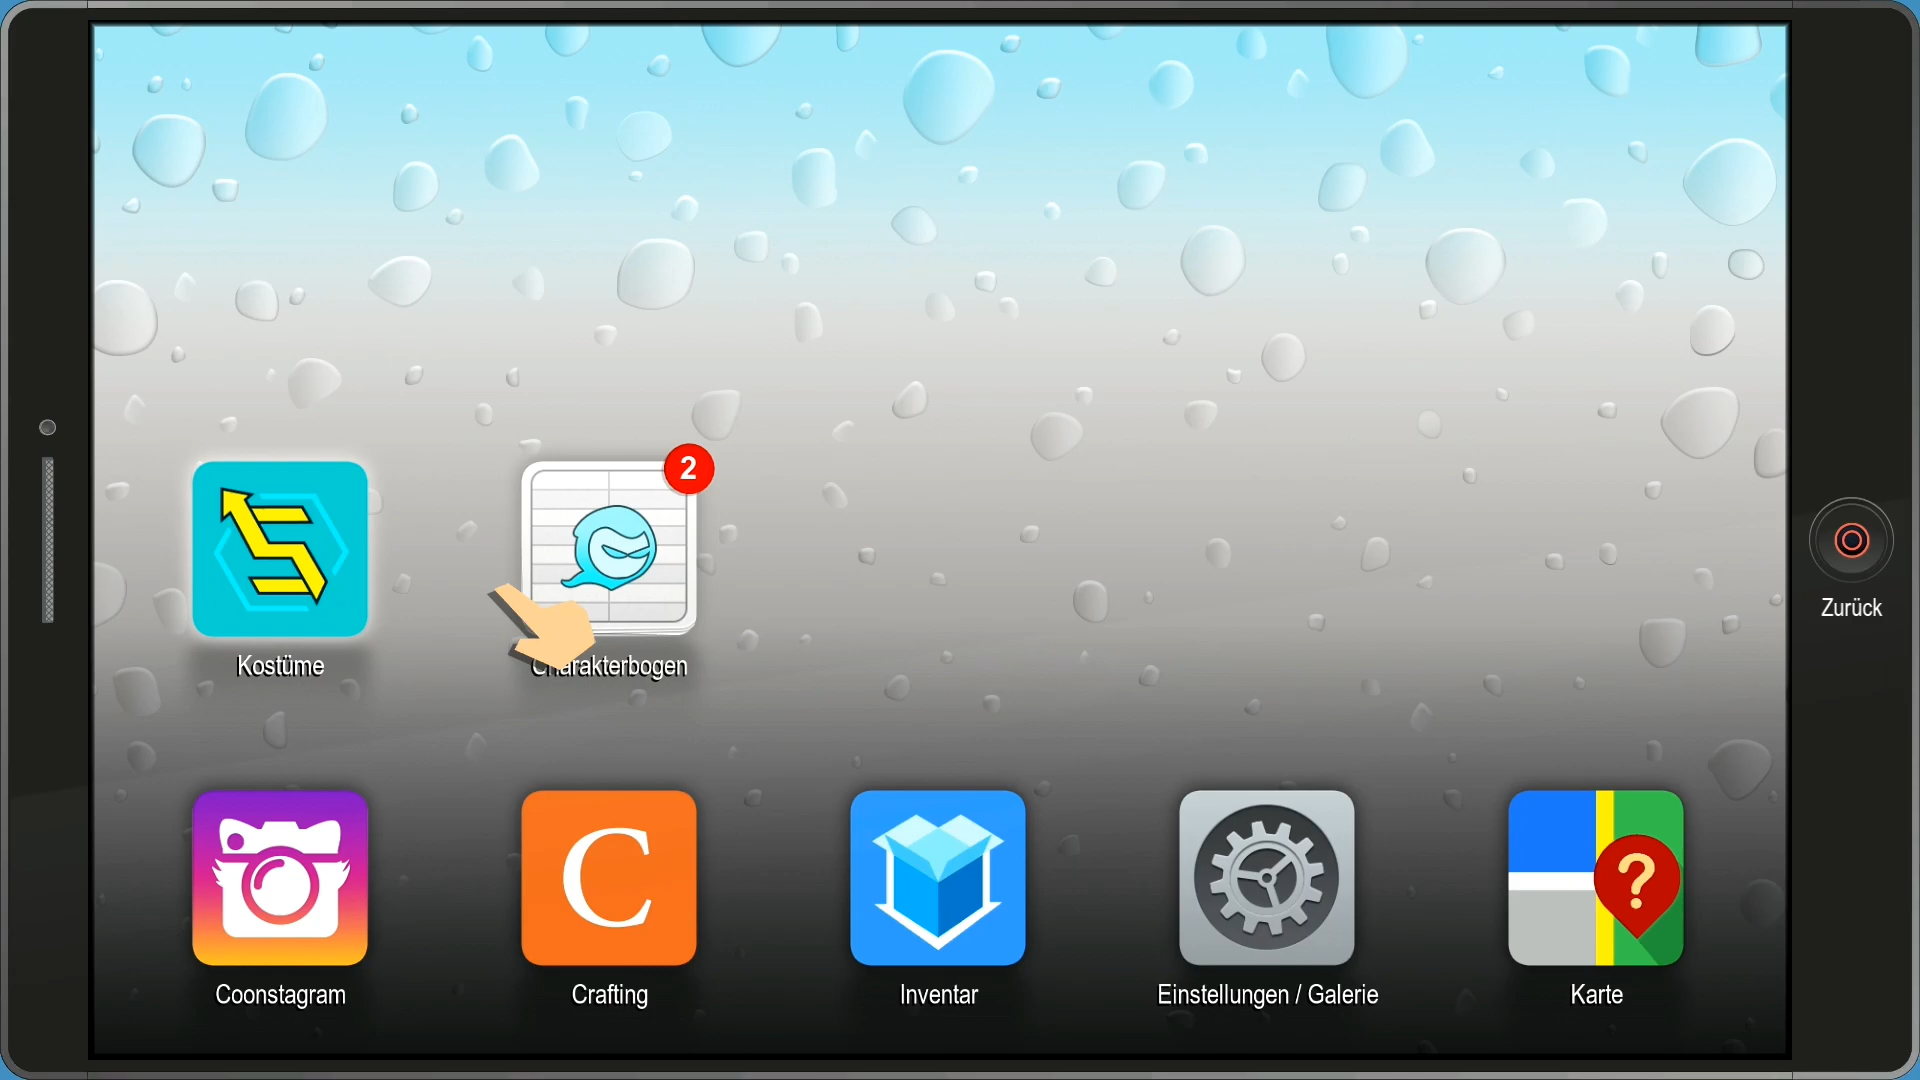 2
Kostüme
Charakterbogen
Zurück
C
?
Coonstagram
Crafting
Inventar
Einstellungen / Galerie
Karte